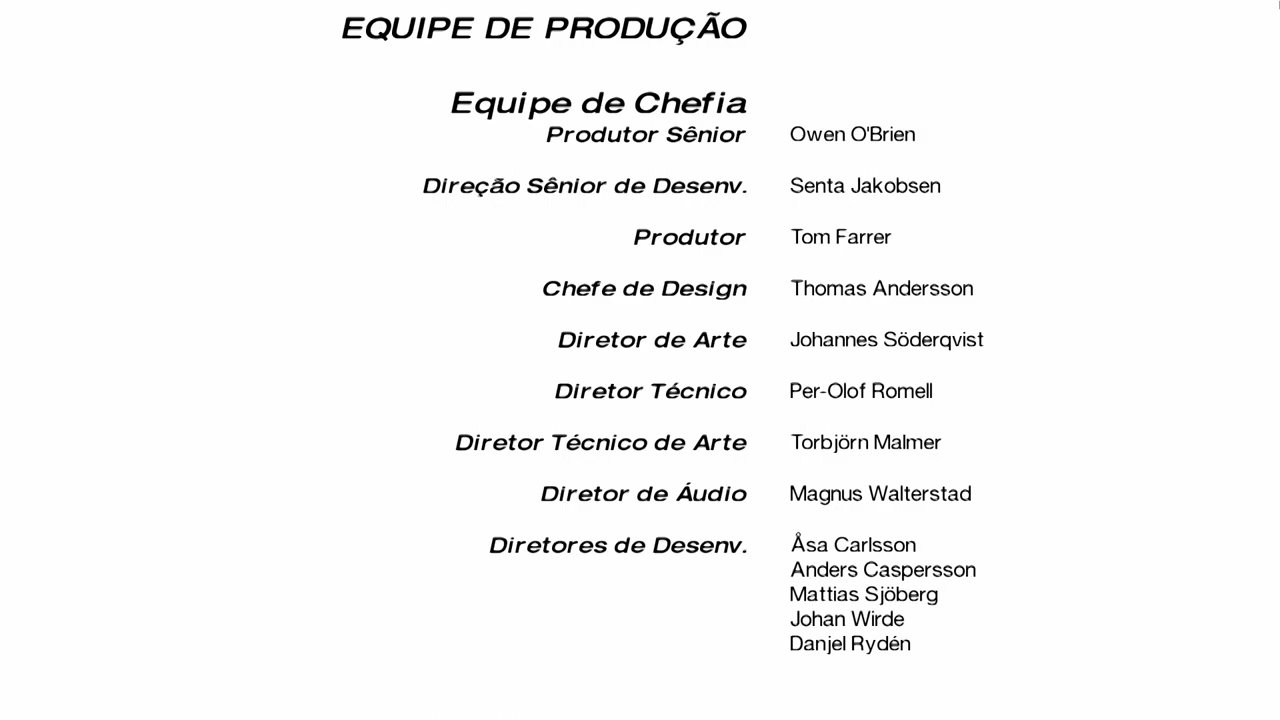 EQUIPE DE PRODUÇÃO
Equipe de Chefia
Produtor Sênior Owen O'Brien
Direção Sênior de Desenv. Senta Jakobsen
Produtor Tom Farrer
Chefe de Design Thomas Andersson
Diretor de Arte Johannes Söderqvist
Diretor Técnico Per-Olof Romell
Diretor Técnico de Arte Torbjörn Malmer
Diretor de Áudio Magnus Walterstad
Diretores de Desenv. Åsa Carlsson
Anders Caspersson
Mattias Sjöberg
Johan Wirde
Danjel Rydén